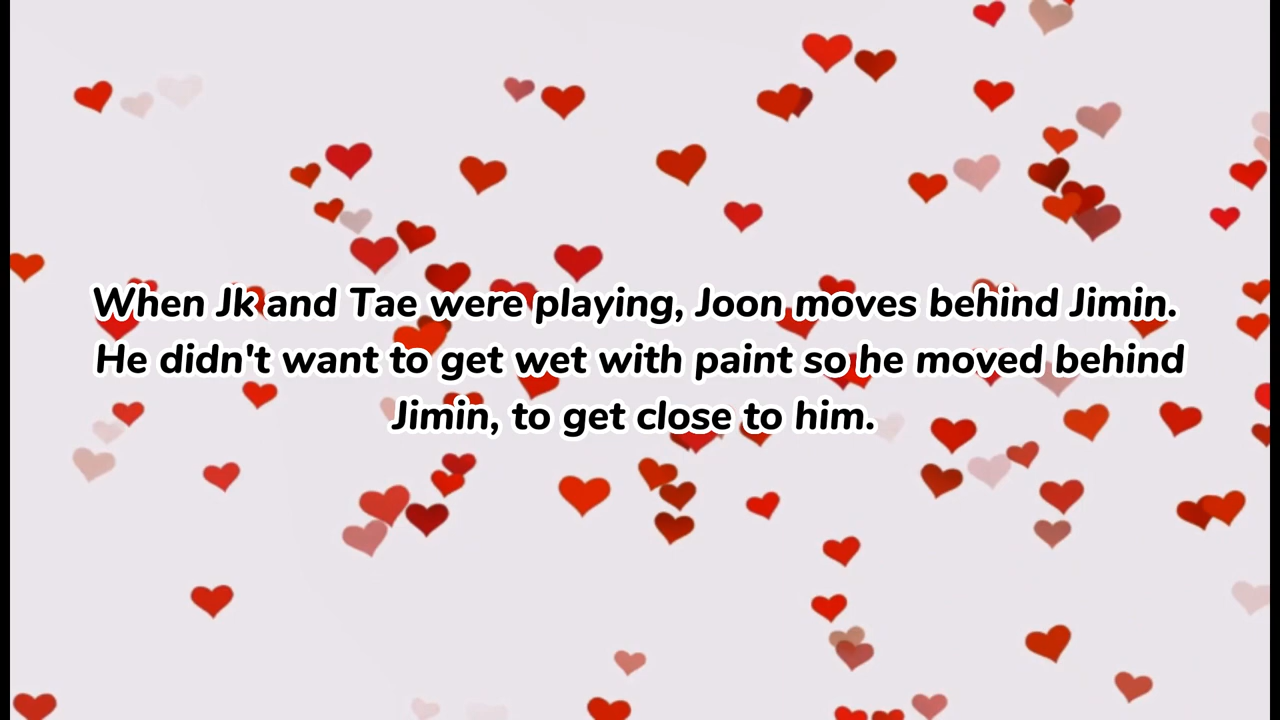 When Jk and Tae were playing, Joon moves behind Jimin.
He didn't want to get wet with paint so he moved behind
Jimin, to get close to him.